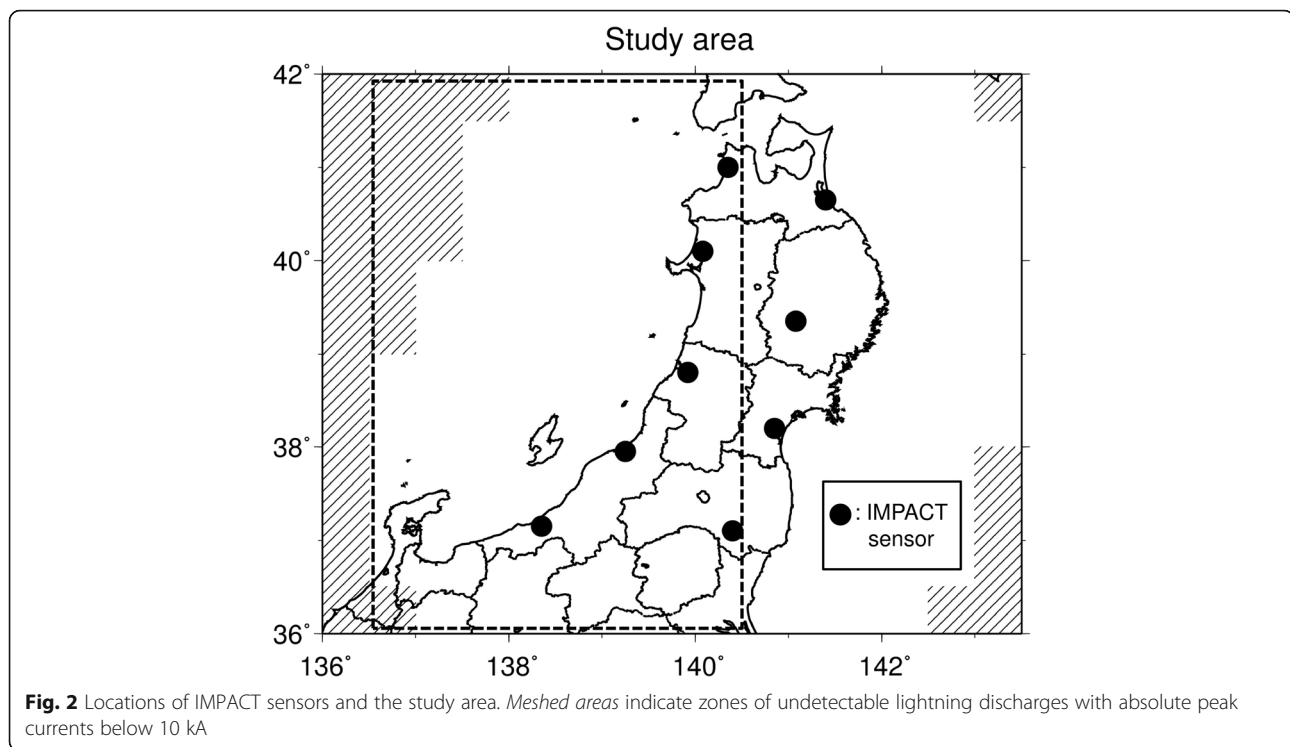 Study area
42˚
40˚
38˚
36˚
136˚ 138˚ 140˚ 142˚
: IMPACT
sensor
Fig. 2 Locations of IMPACT sensors and the study area. Meshed areas indicate zones of undetectable lightning discharges with absolute peak
currents below 10 kA